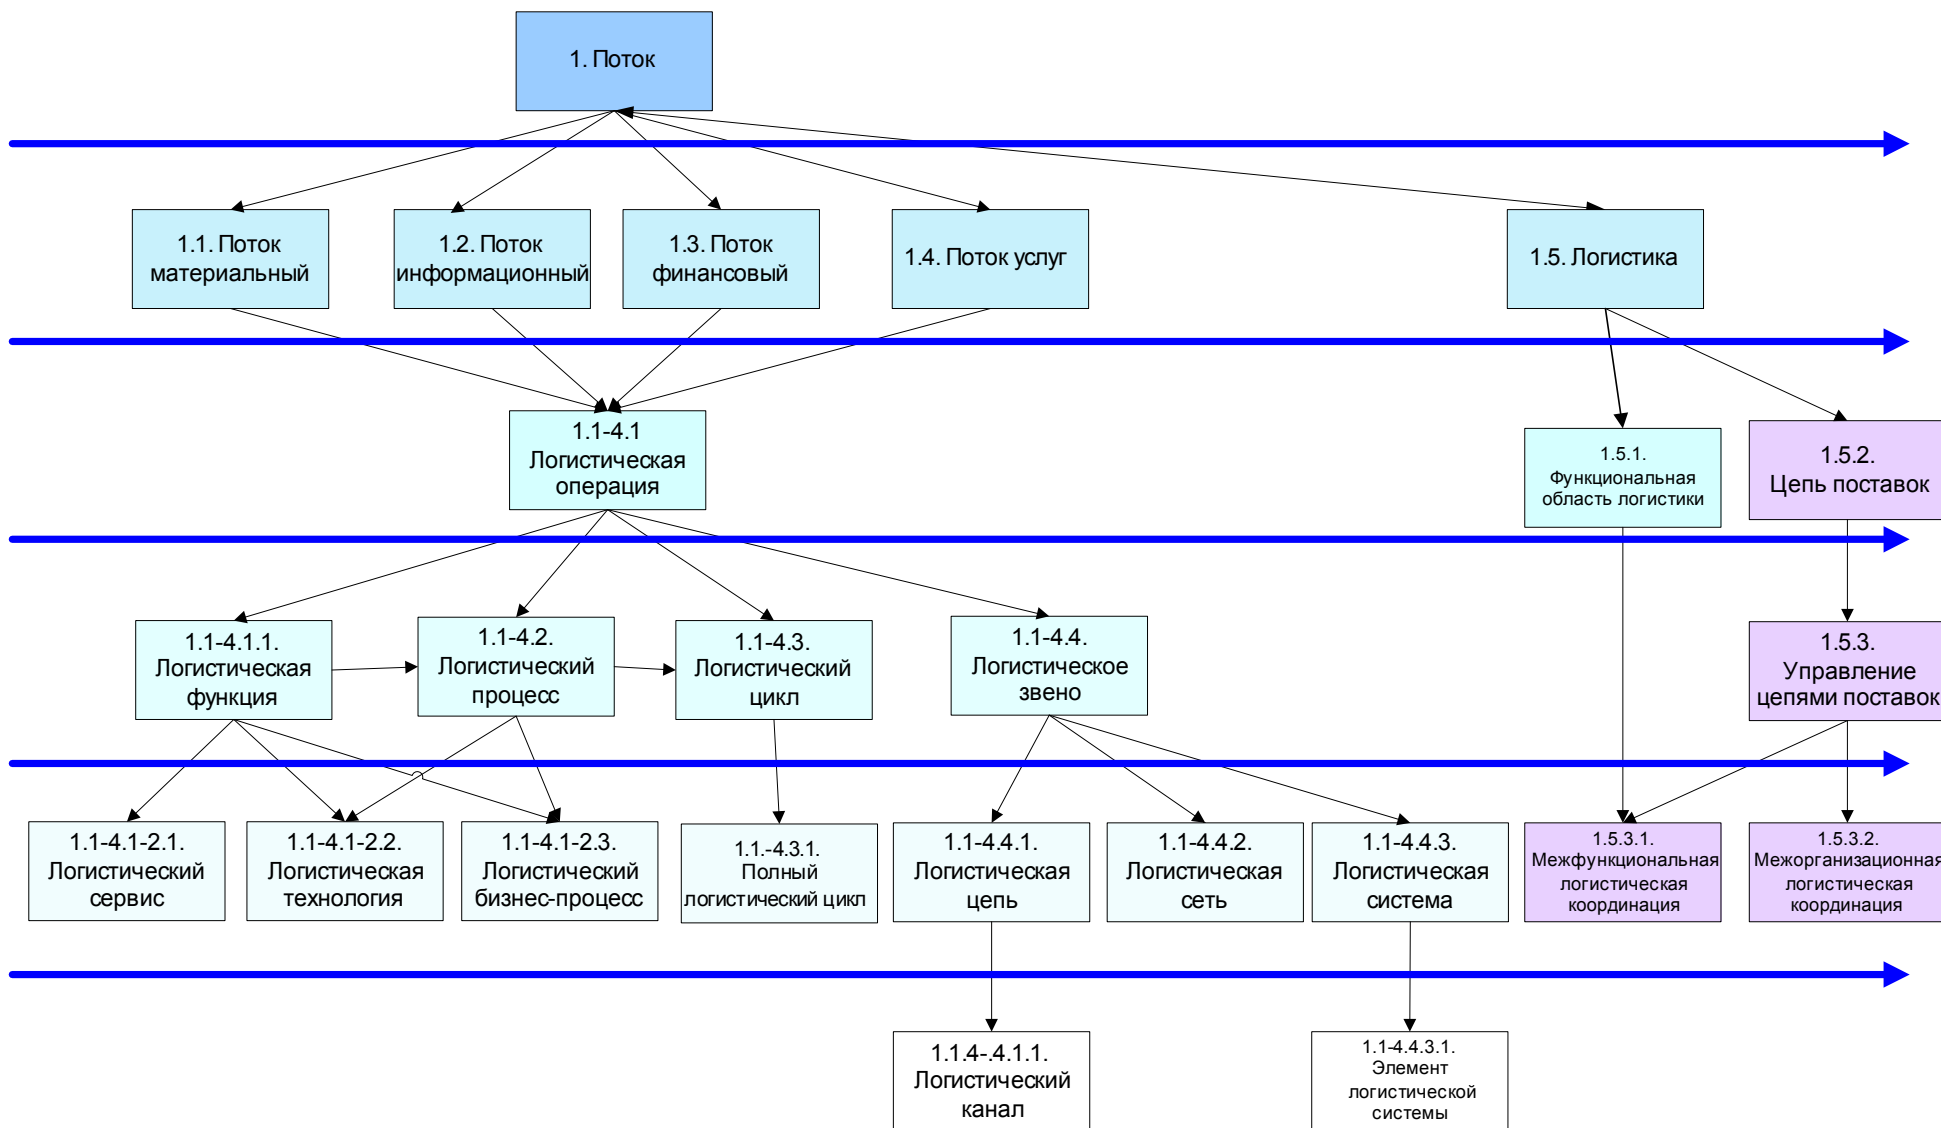 1. Поток
1.1. Поток
материальный
1.2. Поток
информационный
1.3. Поток
финансовый
1.4. Поток услуг
1.5. Логистика
1.1-4.1
Логистическая
операция
1.5.1.
Функциональная
область логистики
1.5.2.
Цепь поставок
1.1-4.1.1.
Логистическая
функция
1.1-4.2.
Логистический
процесс
1.1-4.3.
Логистический
цикл
1.1-4.4.
Логистическое
звено
1.5.3.
Управление
цепями поставок
1.1-4.1-2.1.
Логистический
сервис
1.1-4.1-2.2.
Логистическая
технология
1.1-4.1-2.3.
Логистический
бизнес-процесс
1.1.-4.3.1.
Полный
логистический цикл
1.1-4.4.1.
Логистическая
цепь
1.1-4.4.2.
Логистическая
сеть
1.1-4.4.3.
Логистическая
система
1.5.3.1.
Межфункциональная
логистическая
координация
1.5.3.2.
Межорганизационная
логистическая
координация
1.1.4-.4.1.1.
Логистический
канал
1.1-4.4.3.1.
Элемент
логистической
системы